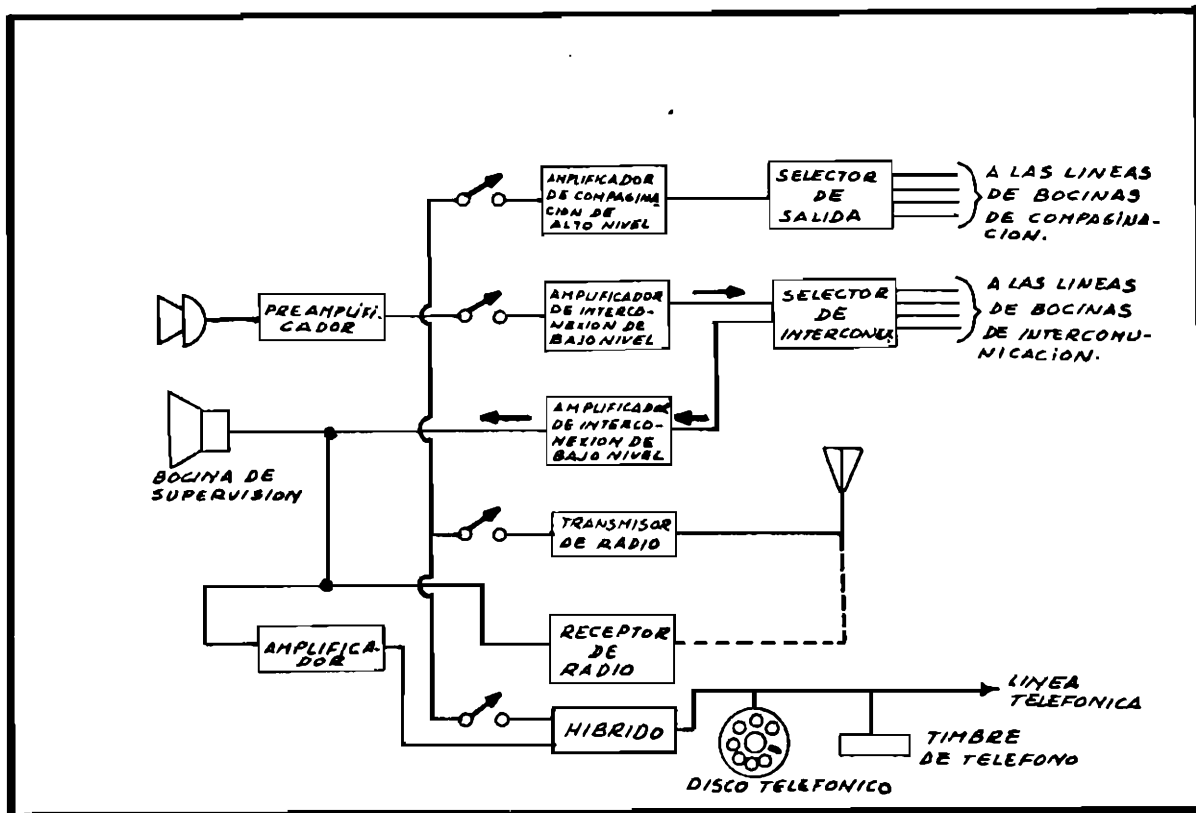 AMPLIFICADOR
DE COMPAGINA
CION DE
ALTO NIVEL
SELECTOR
DE
SALIDA
A LAS LINEAS
DE BOCINAS
DE COMPAGINA-
CION.
PREAMPLIFI-
CADOR
AMPLIFICADOR
DE INTERCO-
NEXION DE
BAJO NIVEL
SELECTOR
DE
INTERCONEX
A LAS LINEAS
DE BOCINAS
DE INTERCOMU-
NICACION.
BOCINA DE
SUPERVISION
AMPLIFICADOR
DE INTERCO-
NEXION DE
BAJO NIVEL
TRANSMISOR
DE RADIO
AMPLIFICA-
DOR
RECEPTOR
DE
RADIO
HIBRIDO
LINEA
TELEFONICA
DISCO TELEFONICO
TIMBRE
DE TELEFONO